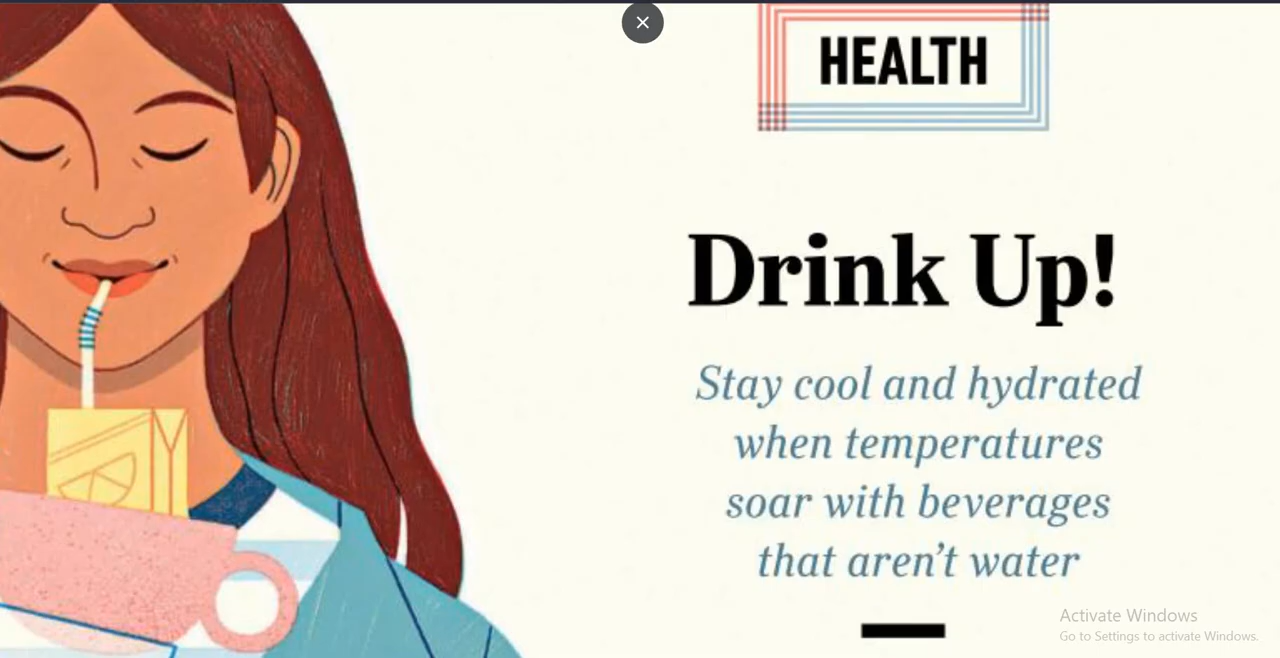 HEALTH
Drink Up!
Stay cool and hydrated
when temperatures
soar with beverages
that aren’t water
Activate Windows
Go to Settings to activate Windows.